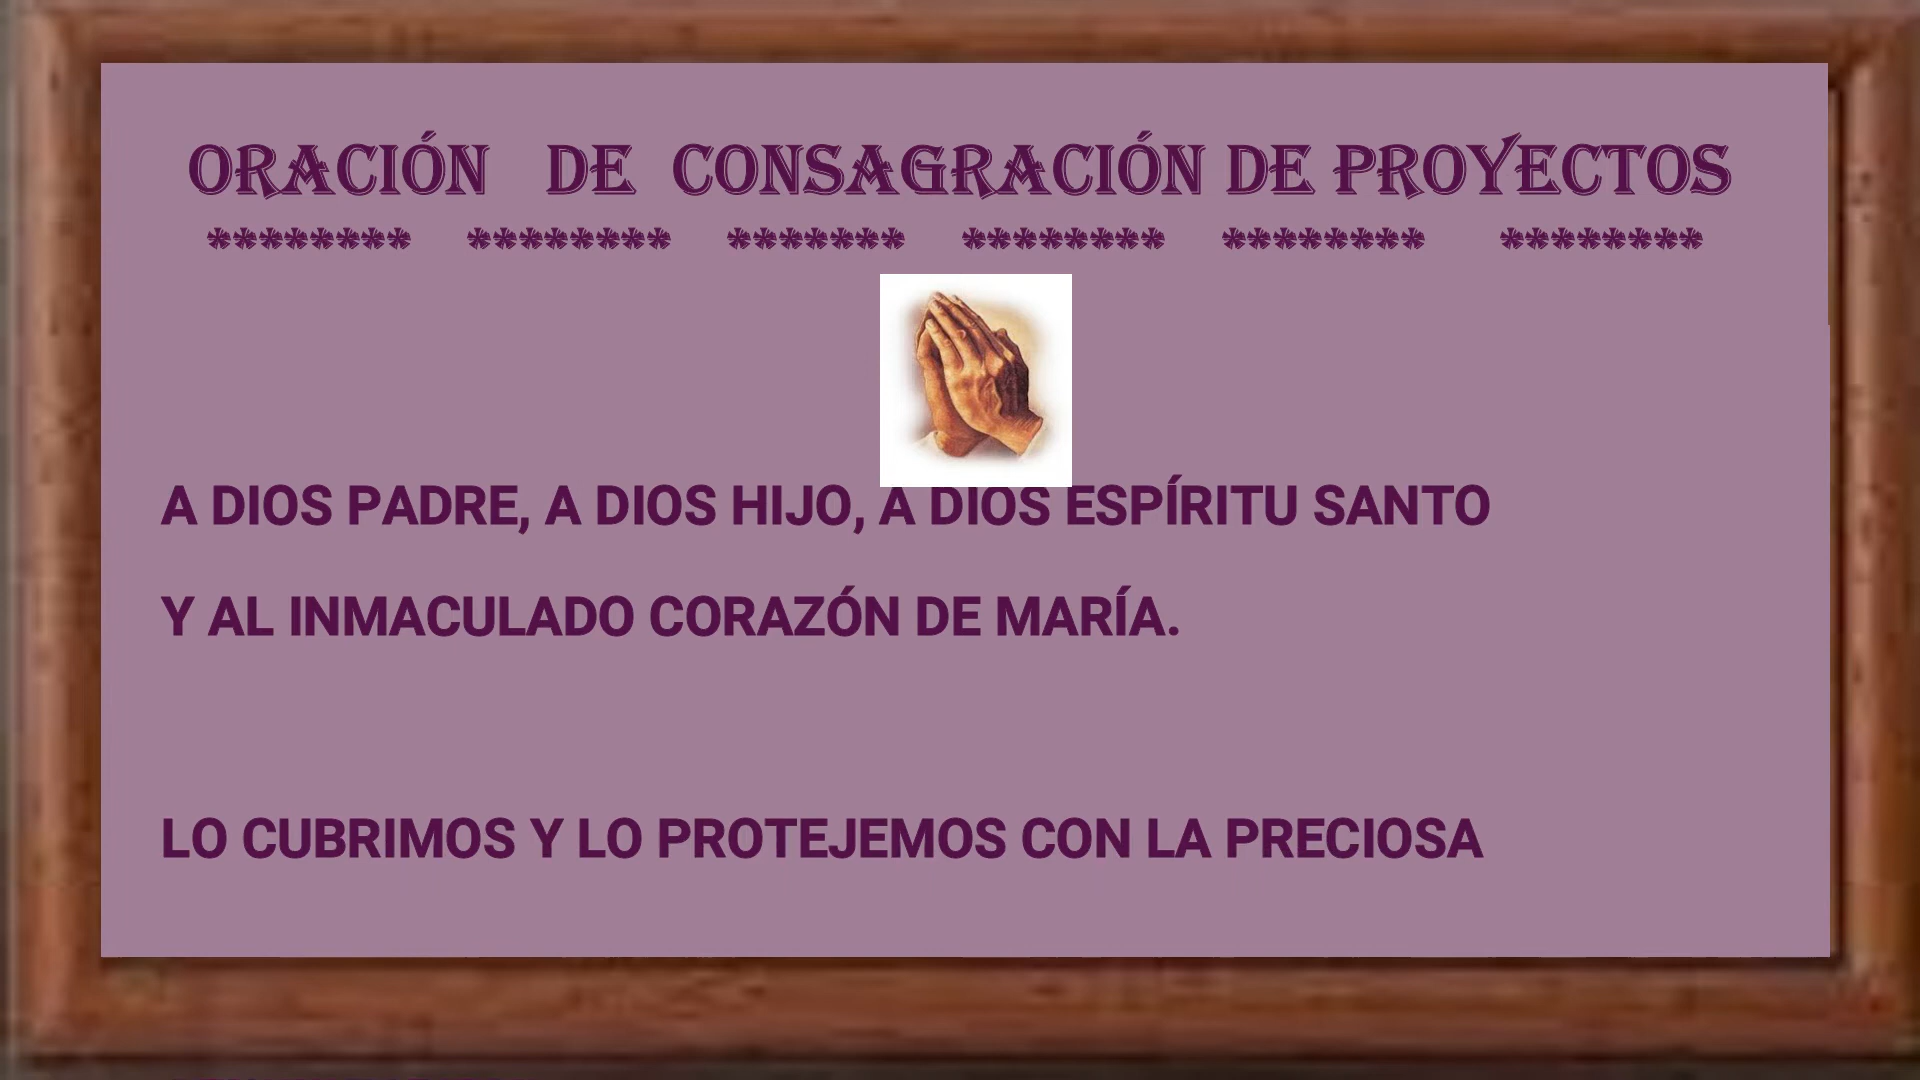 ORACIÓN DE CONSAGRACIÓN DE PROYECTOS
******** ******** ******* ******** ******** ********
A DIOS PADRE, A DIOS HIJO, A DIOS ESPÍRITU SANTO
Y AL INMACULADO CORAZÓN DE MARÍA.
LO CUBRIMOS Y LO PROTEJEMOS CON LA PRECIOSA